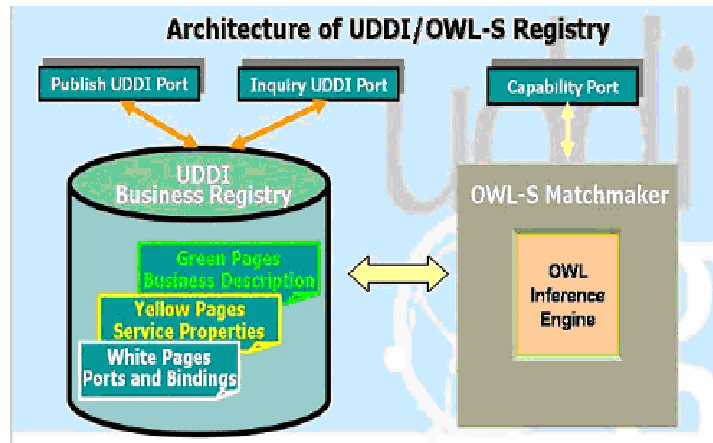 Architecture of UDDI/OWL-S Registry
Publish UDDI Port
Inquiry UDDI Port
Capability Port
UDDI
Business Registry
Green Pages
Business Description
Yellow Pages
Service Properties
White Pages
Ports and Bindings
OWL-S Matchmaker
OWL
Inference
Engine
uddi